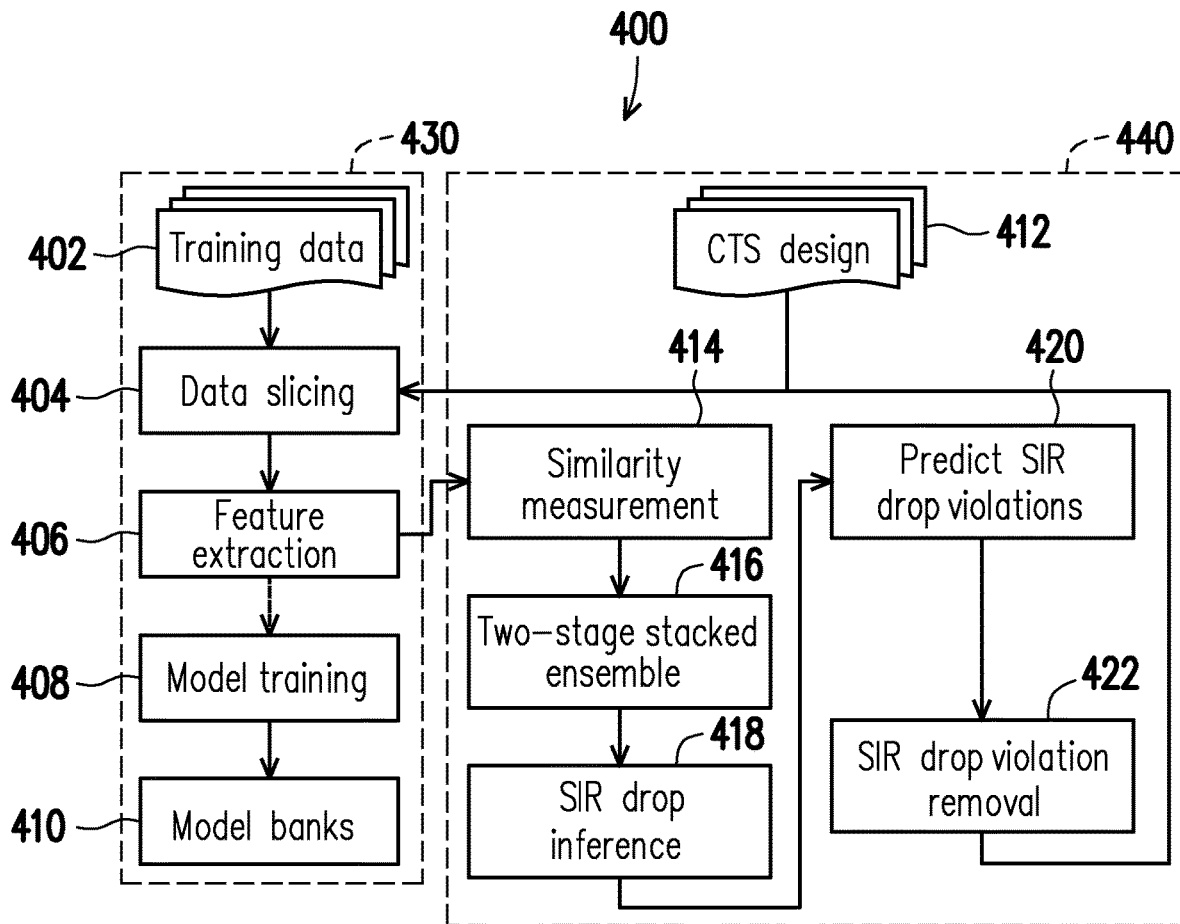 400
430
440
402
Training data
CTS design
412
404
Data slicing
414
420
Similarity
measurement
Predict SIR
drop violations
406
Feature
extraction
416
Two-stage stacked
ensemble
408
Model training
422
SIR drop violation
removal
418
SIR drop
inference
410
Model banks